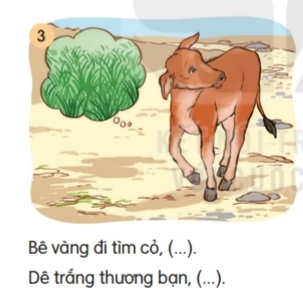 3
Bê vàng đi tìm cỏ, (...).
Dê trắng thương bạn, (...).